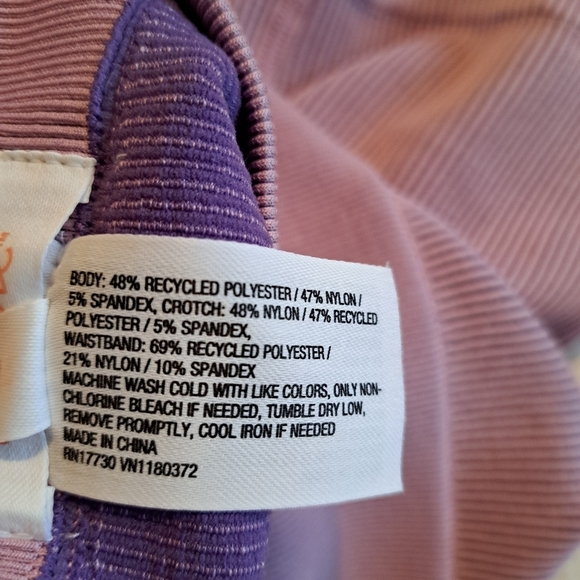 BODY: 48% RECYCLED POLYESTER / 47% NYLON /
5% SPANDEX, CROTCH: 48% NYLON / 47% RECYCLED
POLYESTER / 5% SPANDEX,
WAISTBAND: 69% RECYCLED POLYESTER /
21% NYLON / 10% SPANDEX
MACHINE WASH COLD WITH LIKE COLORS, ONLY NON-
CHLORINE BLEACH IF NEEDED, TUMBLE DRY LOW,
REMOVE PROMPTLY, COOL IRON IF NEEDED
MADE IN CHINA
RN17730 VN1180372